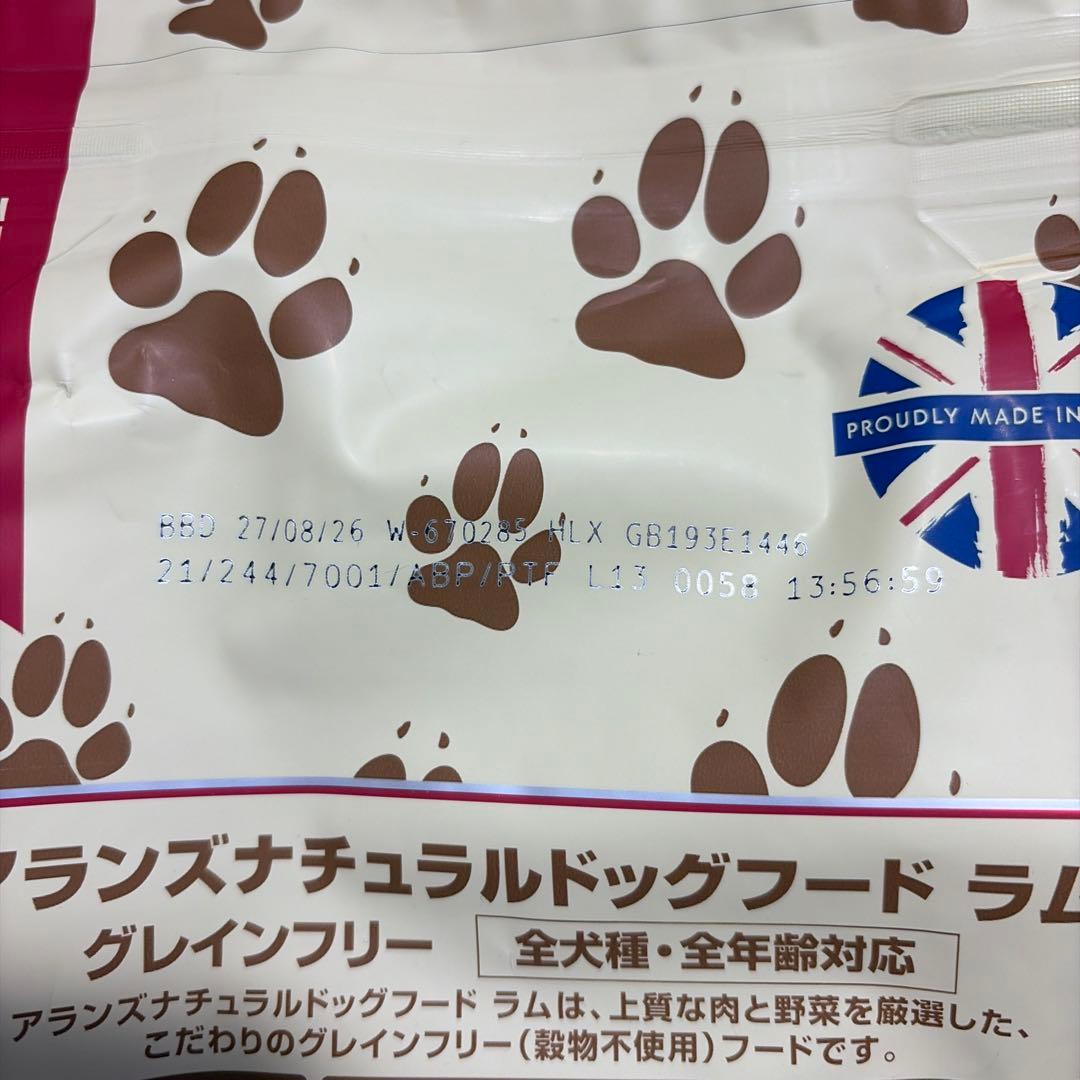 PROUDLY MADE IN
BBD 27/08/26 W-670285 HLX GB193E1446
21/244/7001/ABP/PTF L13 0058 13:56:59
アランズナチュラルドッグフード ラム
グレインフリー
全犬種・全年齢対応
アランズナチュラルドッグフード ラムは、上質な肉と野菜を厳選した、
こだわりのグレインフリー(穀物不使用)フードです。